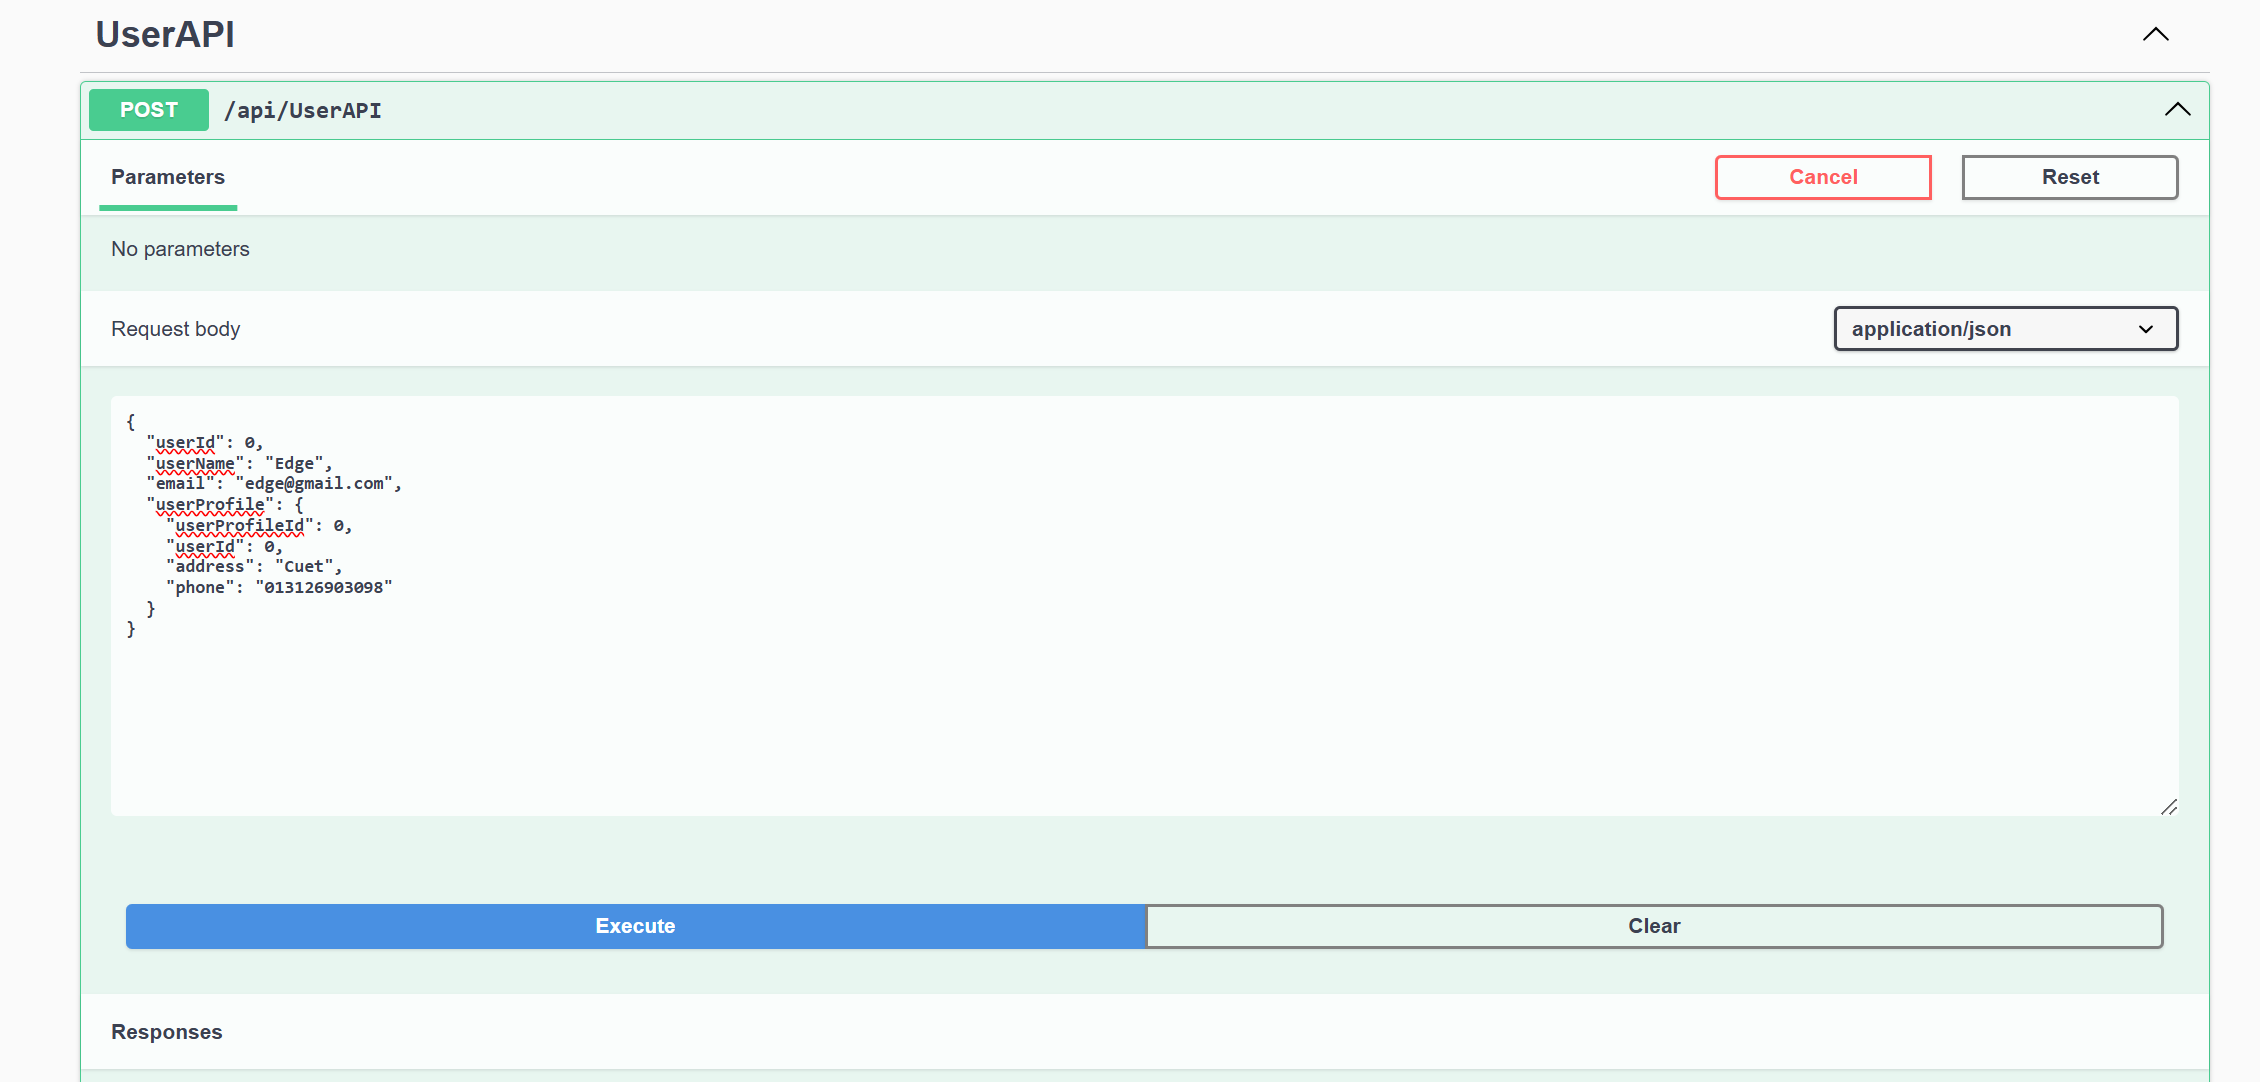 UserAPI
POST /api/UserAPI
Parameters
Cancel
Reset
No parameters
Request body
application/json
{
  "userId": 0,
  "userName": "Edge",
  "email": "edge@gmail.com",
  "userProfile": {
    "userProfileId": 0,
    "userId": 0,
    "address": "Cuet",
    "phone": "013126903098"
  }
}
Execute
Clear
Responses